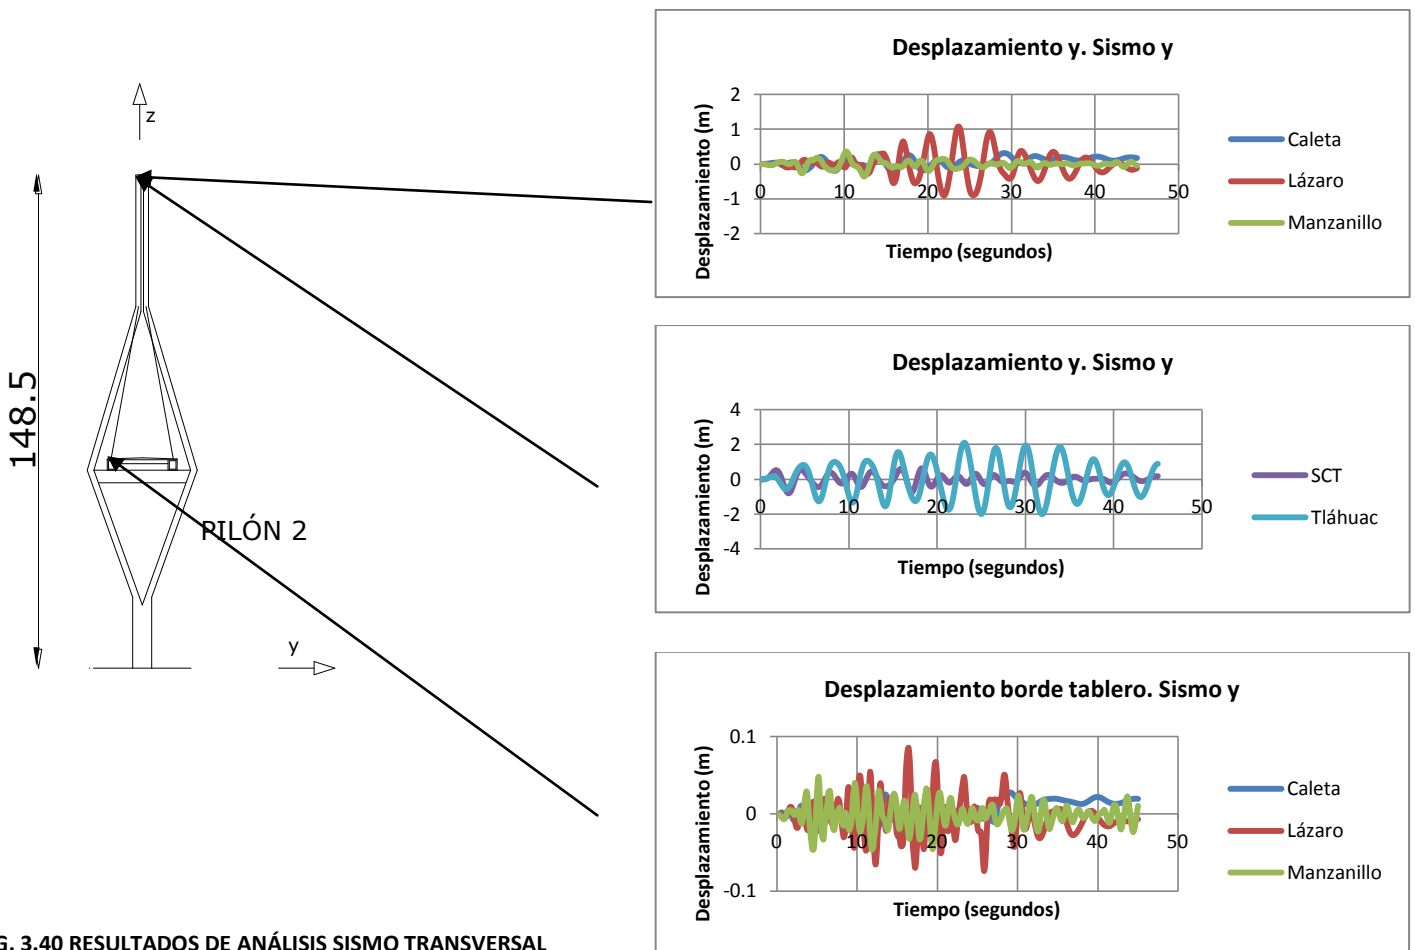 z
148.5
PILÓN 2
y
Desplazamiento y. Sismo y
Desplazamiento (m)
2
1
0
-1
-2
0
10
20
30
40
50
Tiempo (segundos)
Caleta
Lázaro
Manzanillo
Desplazamiento y. Sismo y
Desplazamiento (m)
4
2
0
-2
-4
0
10
20
30
40
50
Tiempo (segundos)
SCT
Tláhuac
Desplazamiento borde tablero. Sismo y
Desplazamiento (m)
0.1
0
-0.1
0
10
20
30
40
50
Tiempo (segundos)
Caleta
Lázaro
Manzanillo
G. 3.40 RESULTADOS DE ANÁLISIS SISMO TRANSVERSAL